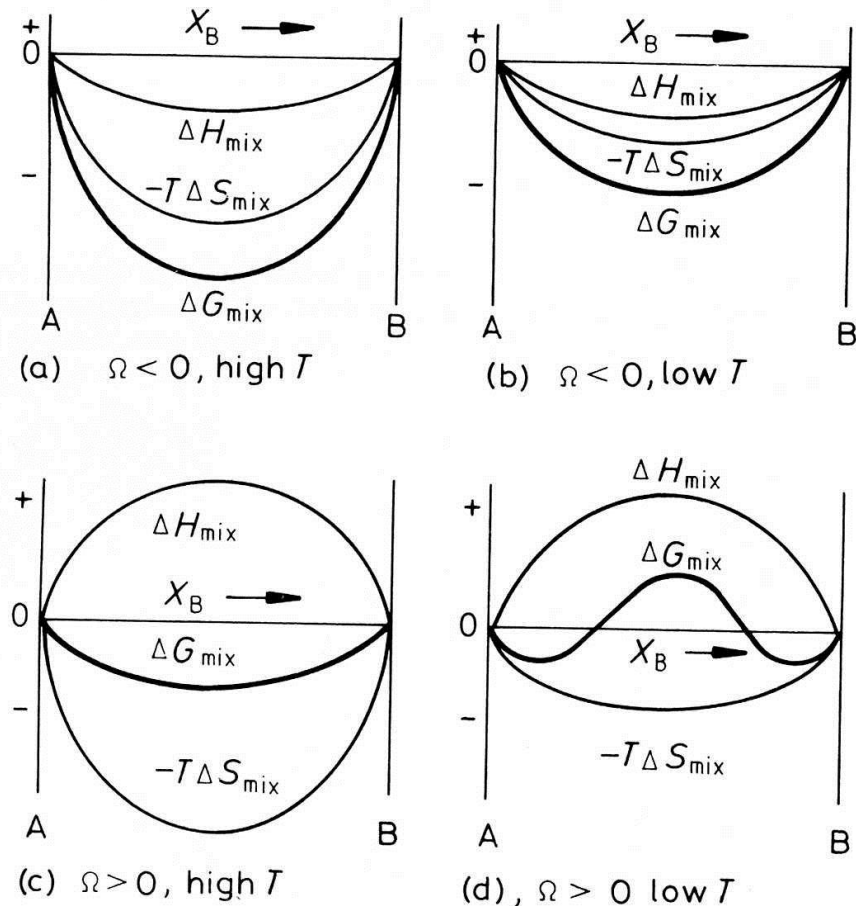 +
X_B
0
ΔH_mix
-
-TΔS_mix
ΔG_mix
A
B
(a) Ω < 0, high T
+
X_B
0
ΔH_mix
-TΔS_mix
-
ΔG_mix
A
B
(b) Ω < 0, low T
+
ΔH_mix
X_B
0
ΔG_mix
-
-TΔS_mix
A
B
(c) Ω > 0, high T
ΔH_mix
+
ΔG_mix
0
X_B
-
-TΔS_mix
A
B
(d), Ω > 0 low T